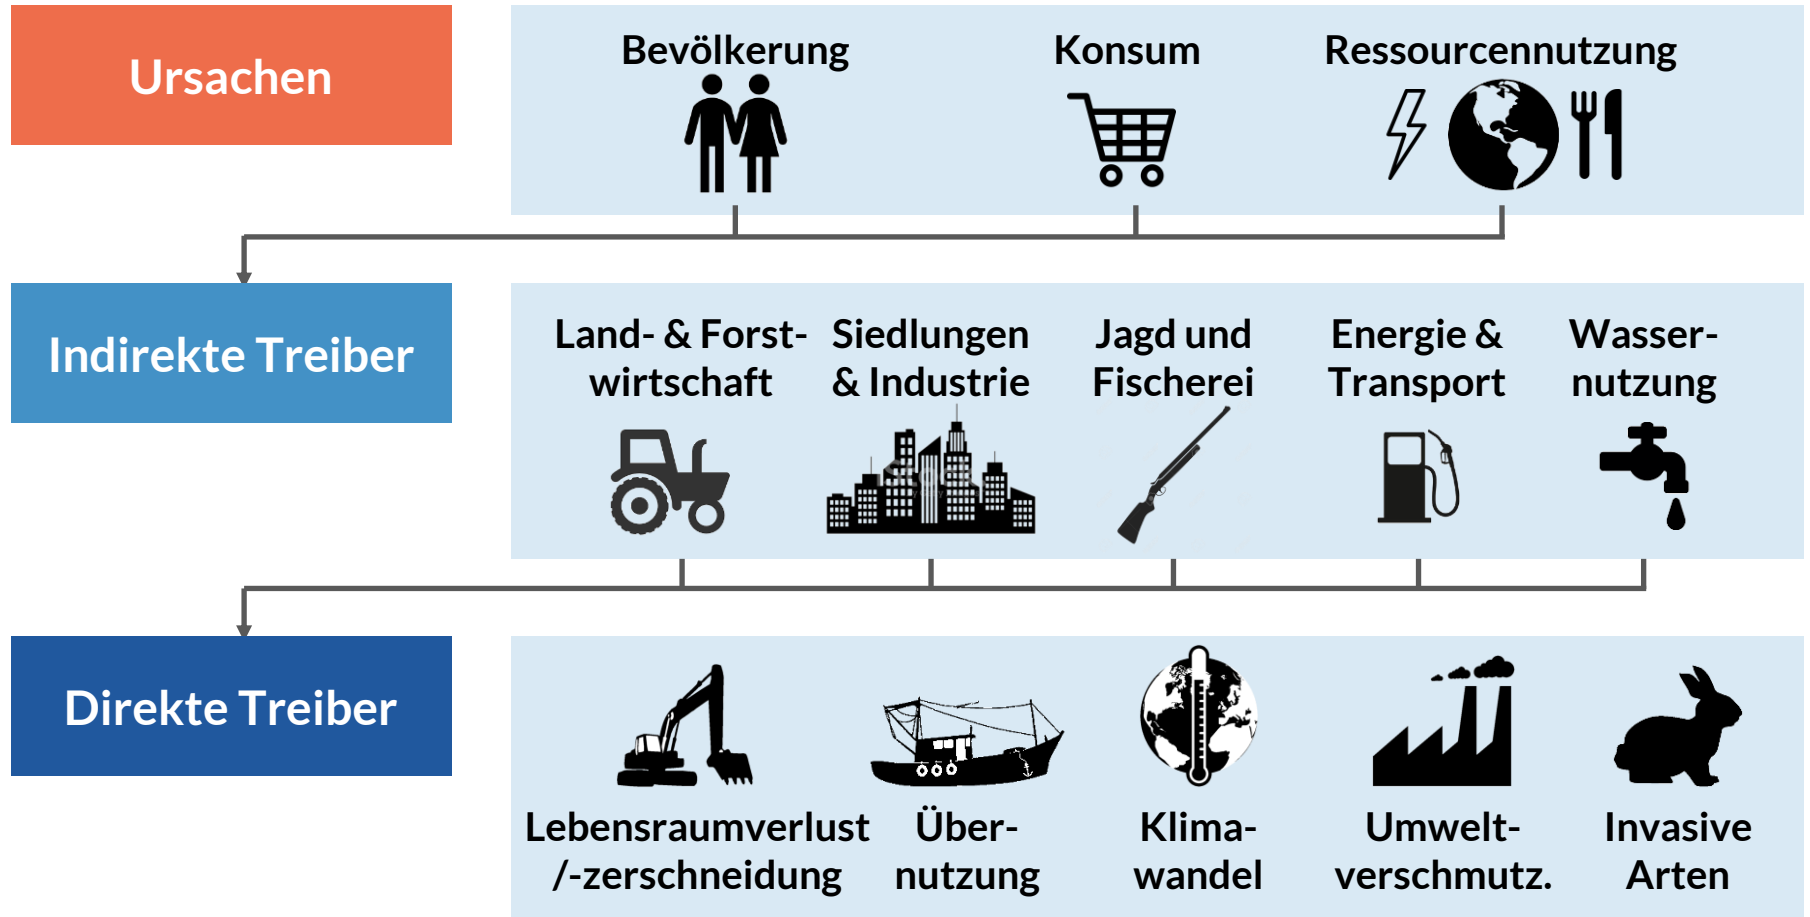 Ursachen
Bevölkerung
Konsum
Ressourcennutzung
Indirekte Treiber
Land- & Forst-
wirtschaft
Siedlungen
& Industrie
Jagd und
Fischerei
Energie &
Transport
Wasser-
nutzung
iStock
Direkte Treiber
Lebensraumverlust
/-zerschneidung
Über-
nutzung
Klima-
wandel
Umwelt-
verschmutz.
Invasive
Arten